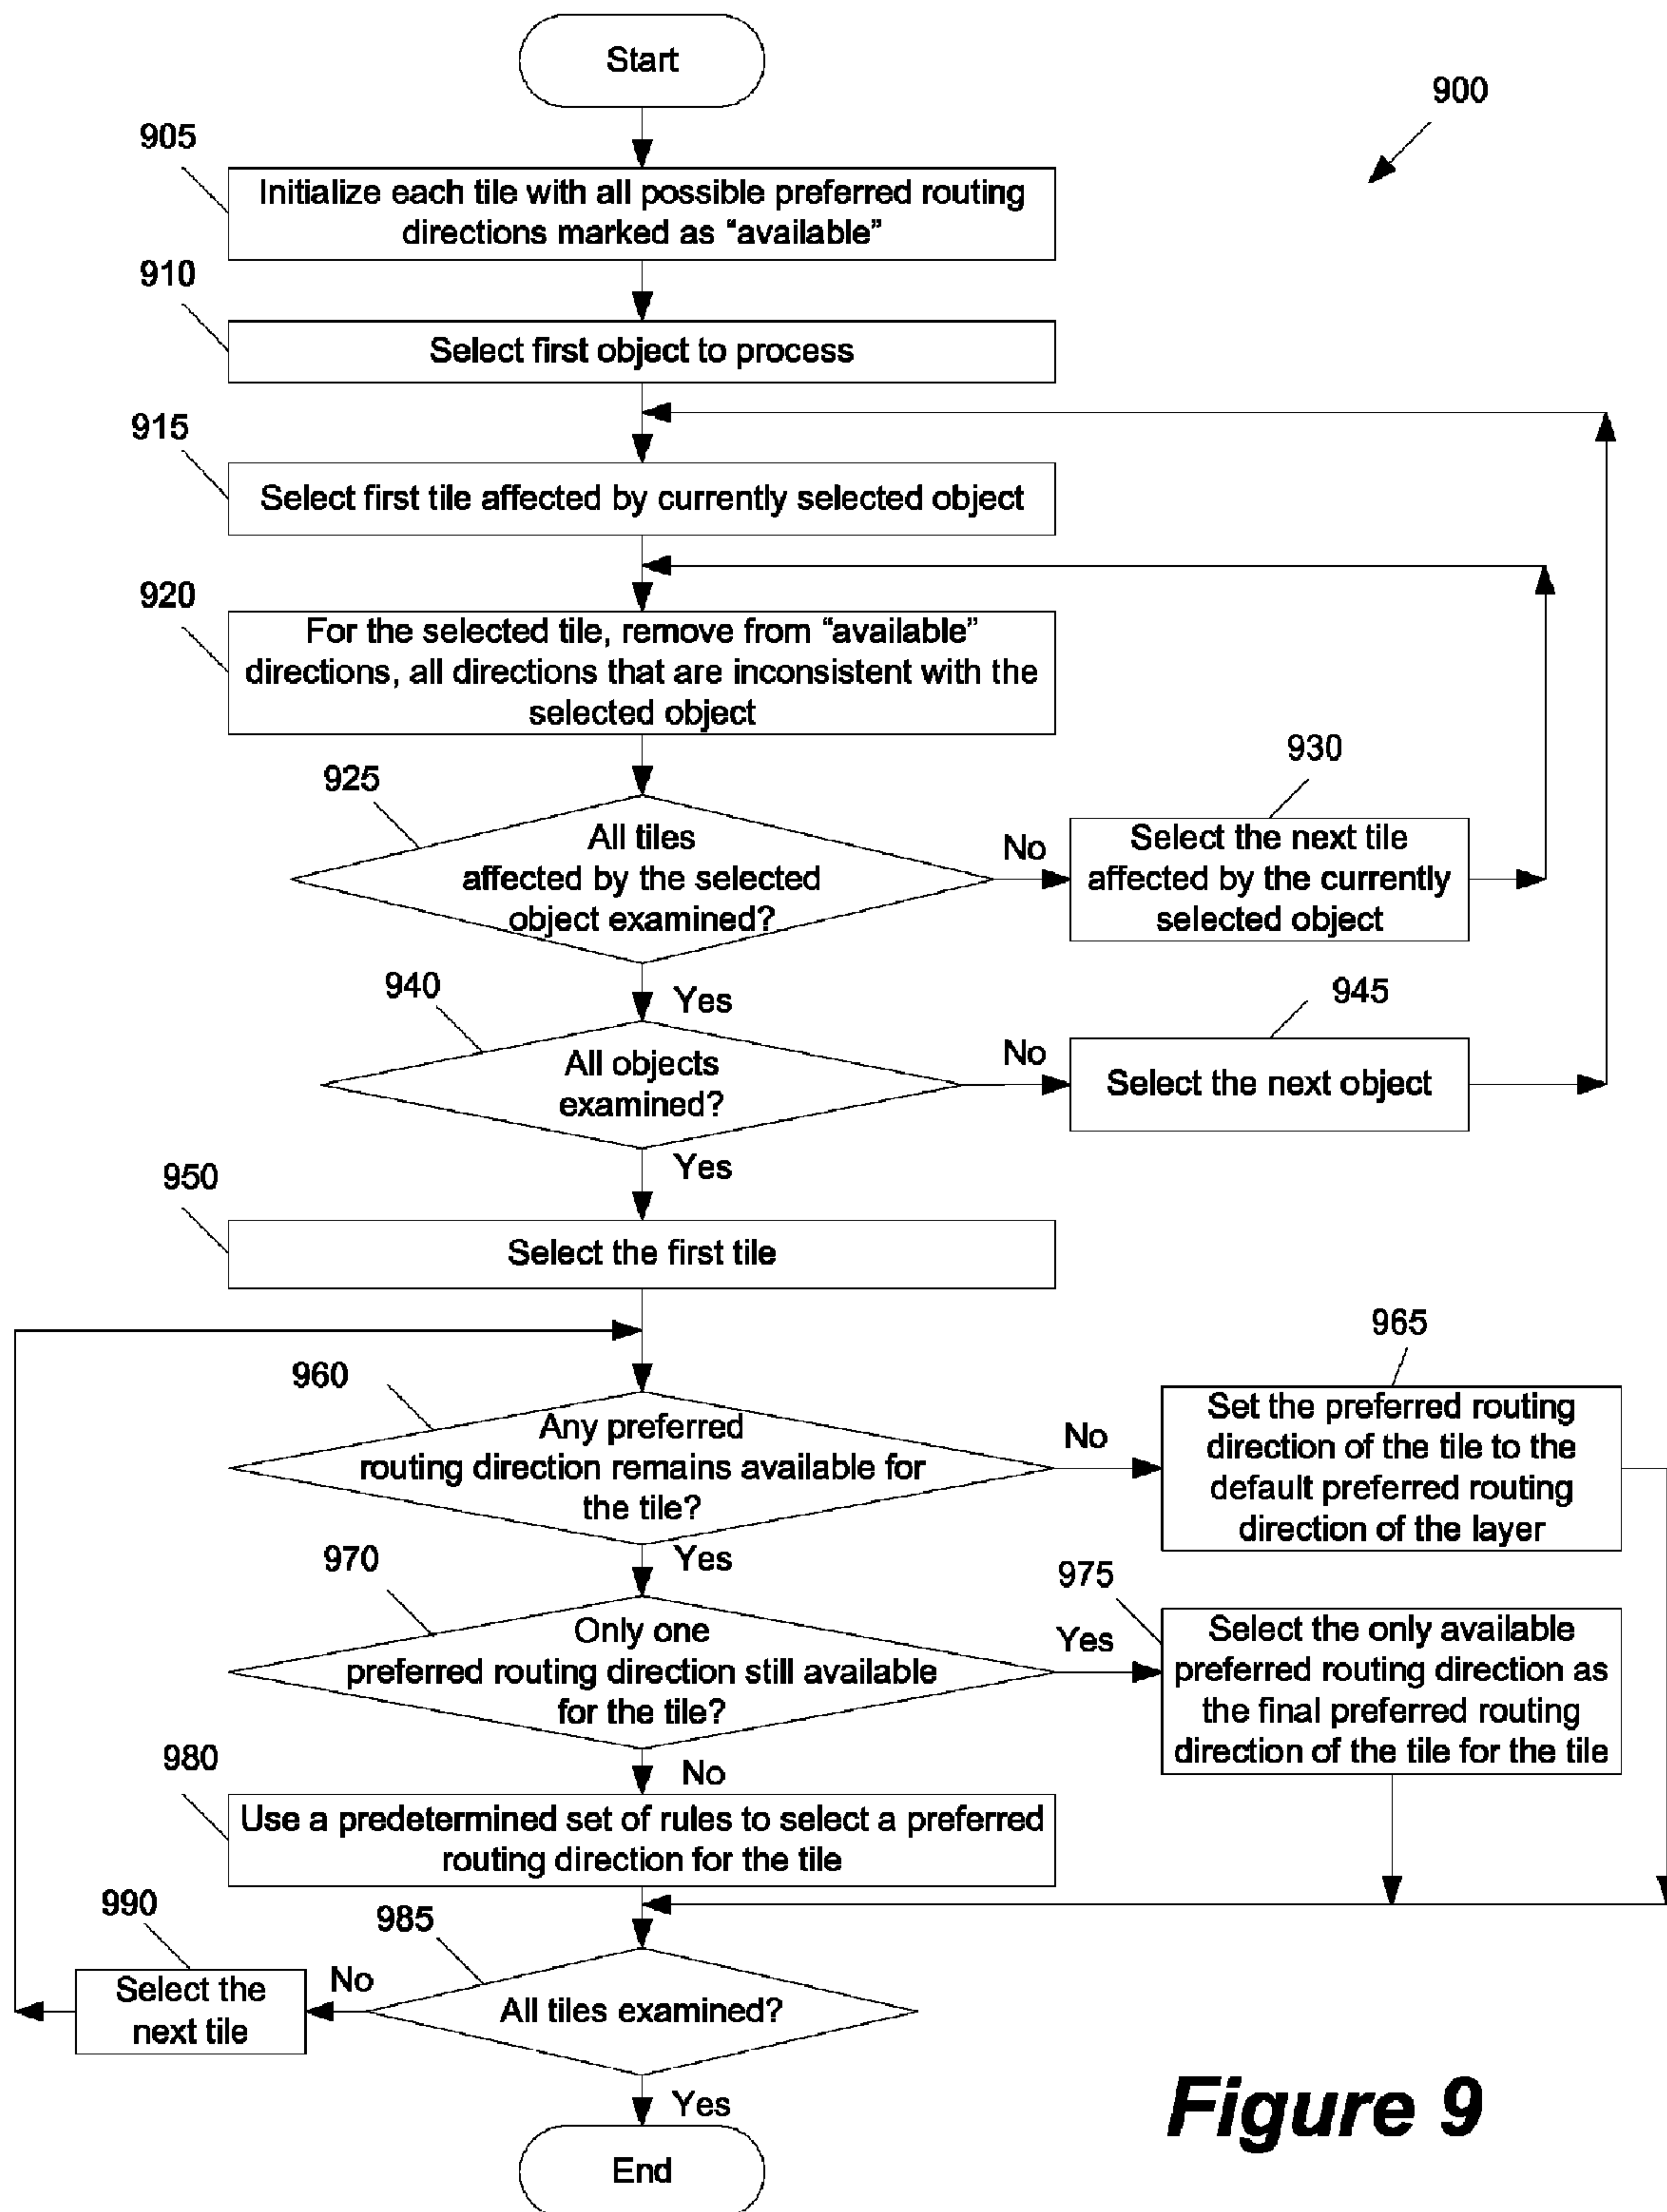 Start
900
905
Initialize each tile with all possible preferred routing
directions marked as “available”
910
Select first object to process
915
Select first tile affected by currently selected object
920
For the selected tile, remove from “available”
directions, all directions that are inconsistent with the
selected object
925
All tiles
affected by the selected
object examined?
No
930
Select the next tile
affected by the currently
selected object
Yes
940
All objects
examined?
No
945
Select the next object
Yes
950
Select the first tile
960
Any preferred
routing direction remains available for
the tile?
No
965
Set the preferred routing
direction of the tile to the
default preferred routing
direction of the layer
Yes
970
Only one
preferred routing direction still available
for the tile?
Yes
975
Select the only available
preferred routing direction as
the final preferred routing
direction of the tile for the tile
No
980
Use a predetermined set of rules to select a preferred
routing direction for the tile
985
All tiles examined?
No
990
Select the
next tile
Yes
End
Figure 9